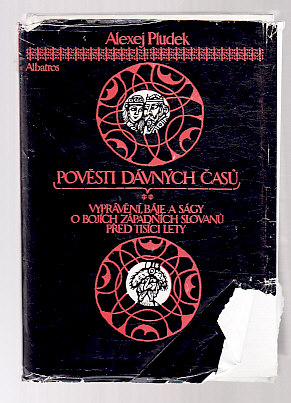 Alexej Pludek
Albatros
POVĚSTI DÁVNÝCH ČASŮ
VYPRÁVĚNÍ, BÁJE A SÁGY
O BOJÍCH ZÁPADNÍCH SLOVANŮ
PŘED TISÍCI LETY